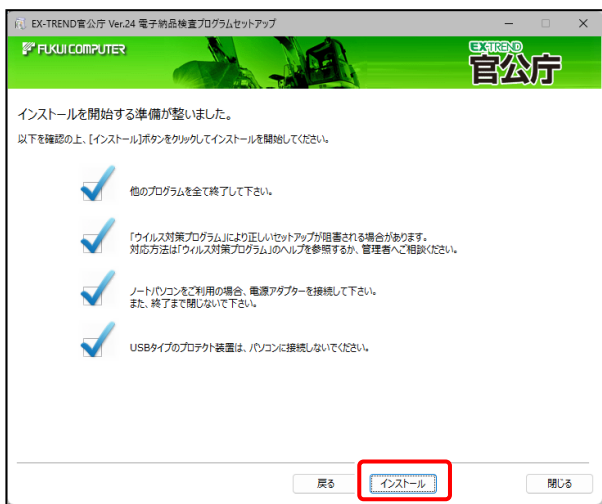 EX-TREND官公庁 Ver.24 電子納品検査プログラムセットアップ
FUKUI COMPUTER
EXTREND
官公庁
インストールを開始する準備が整いました。
以下を確認の上、[インストール]ボタンをクリックしてインストールを開始してください。
他のプログラムを全て終了して下さい。
「ウイルス対策プログラム」により正しいセットアップが阻害される場合があります。
対応方法は「ウィルス対策プログラム」のヘルプを参照するか、管理者へご相談ください。
ノートパソコンをご利用の場合、電源アダプターを接続して下さい。
また、終了まで閉じないで下さい。
USBタイプのプロテクト装置は、パソコンに接続しないでください。
戻る インストール 閉じる